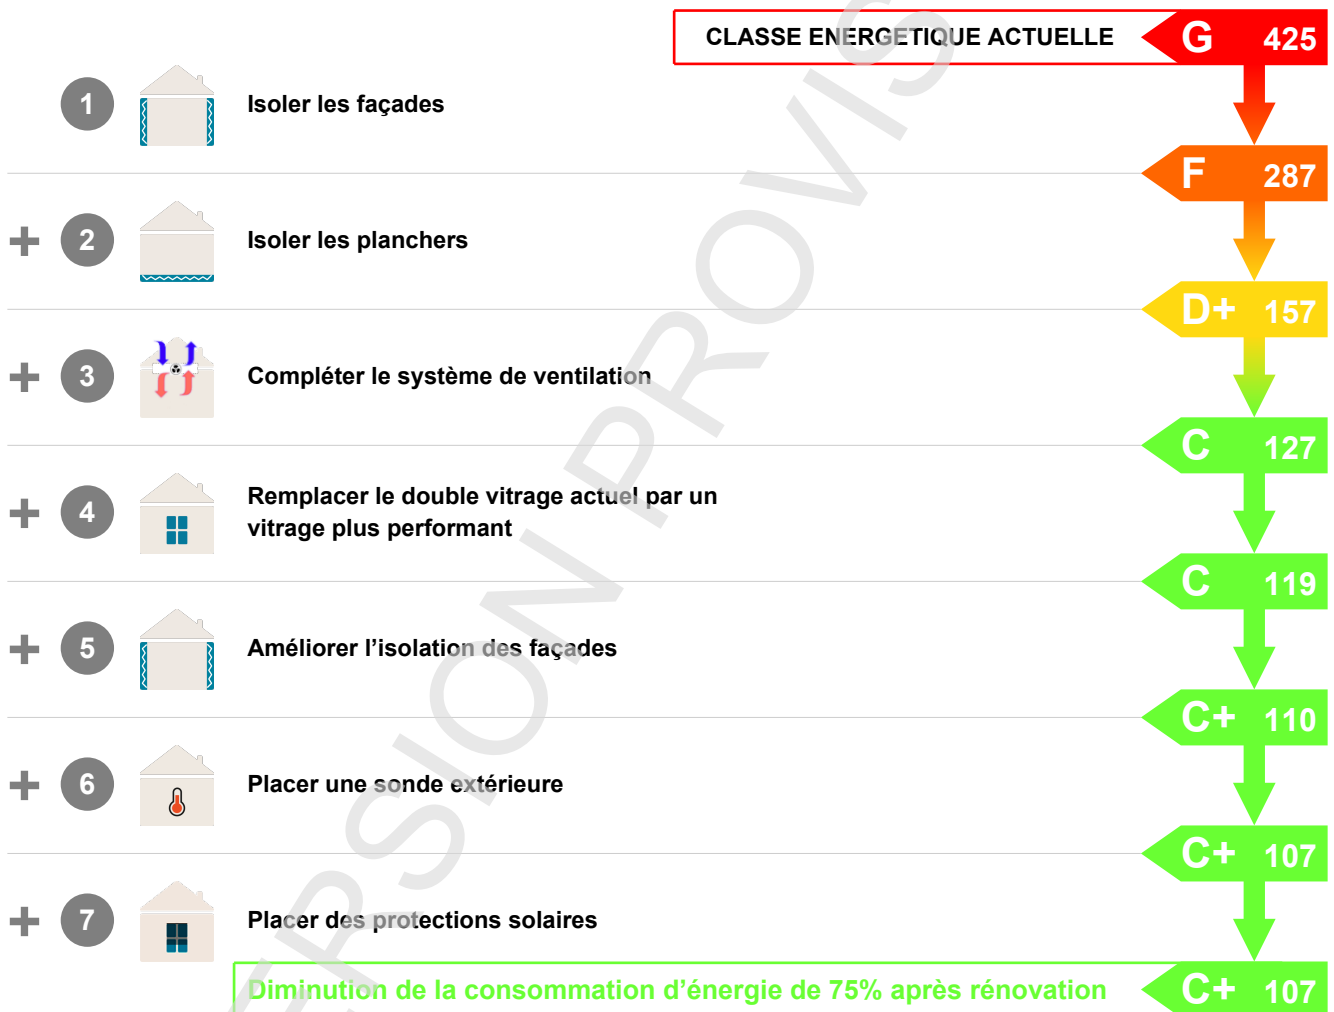 CLASSE ENERGETIQUE ACTUELLE G 425
1 Isoler les façades
F 287
+ 2 Isoler les planchers
D+ 157
+ 3 Compléter le système de ventilation
C 127
+ 4 Remplacer le double vitrage actuel par un
vitrage plus performant
C 119
+ 5 Améliorer l’isolation des façades
C+ 110
+ 6 Placer une sonde extérieure
C+ 107
+ 7 Placer des protections solaires
Diminution de la consommation d’énergie de 75% après rénovation C+ 107
ERSION PROVIS